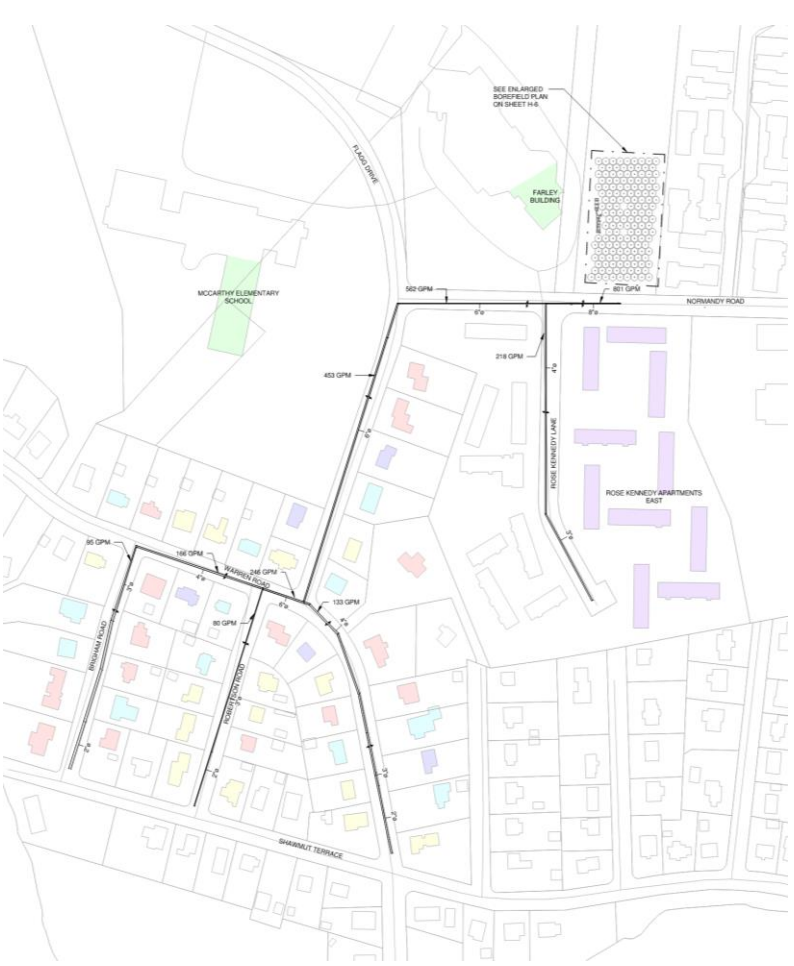 SEE ENLARGED
BOREFIELD PLAN
ON SHEET H-6
FLAGG DRIVE
FARLEY
BUILDING
MCCARTHY ELEMENTARY
SCHOOL
562 GPM
801 GPM
NORMANDY ROAD
6"ø
8"ø
218 GPM
453 GPM
4"ø
6"ø
ROSE KENNEDY LANE
ROSE KENNEDY APARTMENTS
EAST
3"ø
95 GPM
166 GPM
WARREN ROAD
246 GPM
4"ø
6"ø
133 GPM
4"ø
3"ø
80 GPM
BRIGHAM ROAD
ROBERTSON ROAD
3"ø
2"ø
2"ø
3"ø
2"ø
SHAWMUT TERRACE